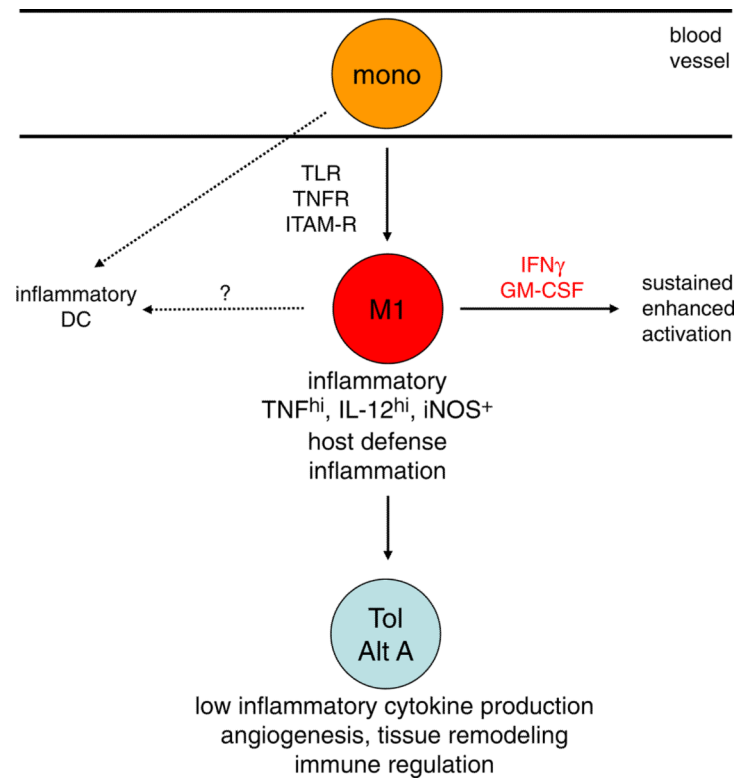 mono
blood
vessel
TLR
TNFR
ITAM-R
inflammatory
DC
?
M1
IFNγ
GM-CSF
sustained
enhanced
activation
inflammatory
TNFhi, IL-12hi, iNOS+
host defense
inflammation
Tol
Alt A
low inflammatory cytokine production
angiogenesis, tissue remodeling
immune regulation